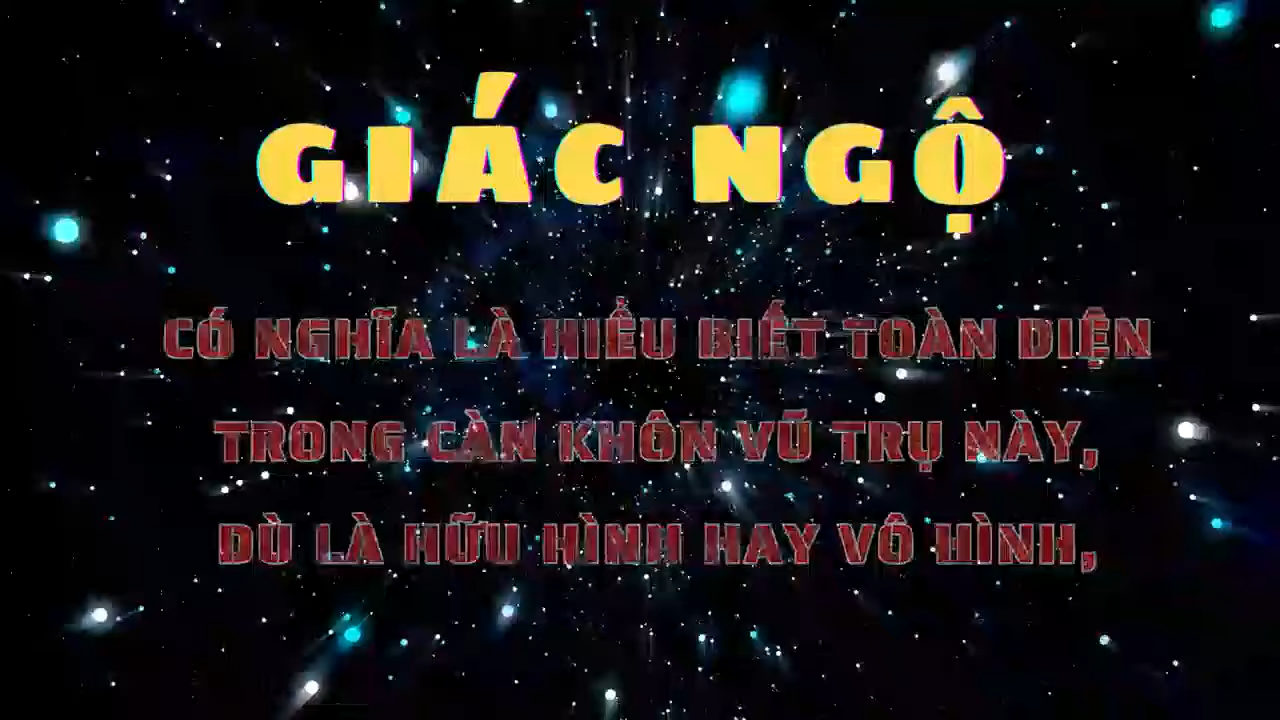 GIÁC NGỘ
CÓ NGHĨA LÀ HIỂU BIẾT TOÀN DIỆN
TRONG CÀN KHÔN VŨ TRỤ NÀY,
DÙ LÀ HỮU HÌNH HAY VÔ HÌNH,